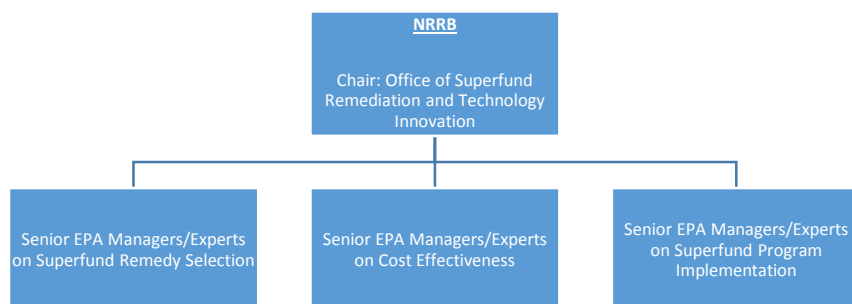 NRRB
Chair: Office of Superfund
Remediation and Technology
Innovation
Senior EPA Managers/Experts
on Superfund Remedy Selection
Senior EPA Managers/Experts
on Cost Effectiveness
Senior EPA Managers/Experts
on Superfund Program
Implementation